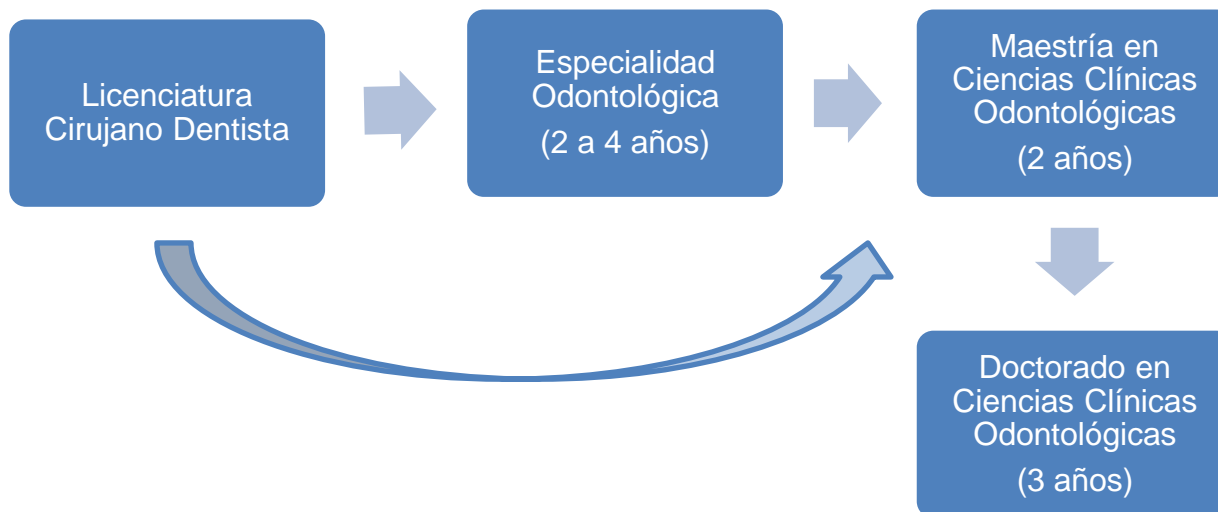 Licenciatura
Cirujano Dentista
Especialidad
Odontológica
(2 a 4 años)
Maestría en
Ciencias Clínicas
Odontológicas
(2 años)
Doctorado en
Ciencias Clínicas
Odontológicas
(3 años)